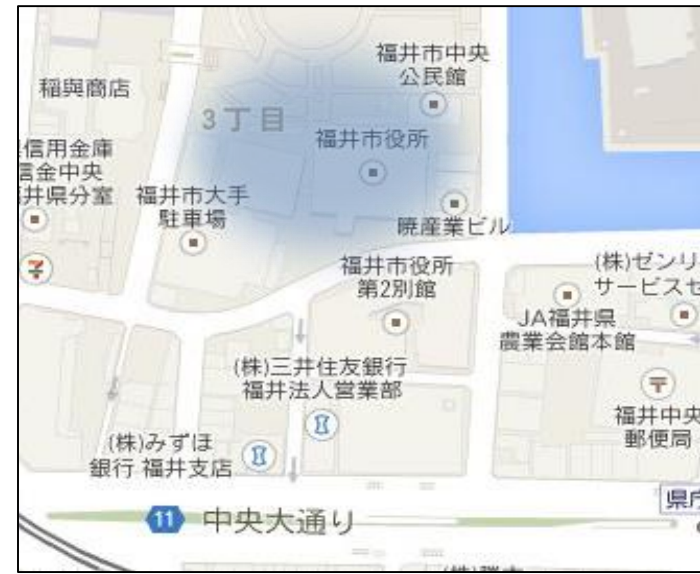 福井市中央
公民館
稲與商店
3丁目
福井市役所
信用金庫
信金中央
井県分室
福井市大手
駐車場
暁産業ビル
福井市役所
第2別館
(株)ゼンリ
サービスセ
JA福井県
農業会館本館
(株)三井住友銀行
福井法人営業部
福井中央
郵便局
(株)みずほ
銀行 福井支店
県庁
11 中央大通り